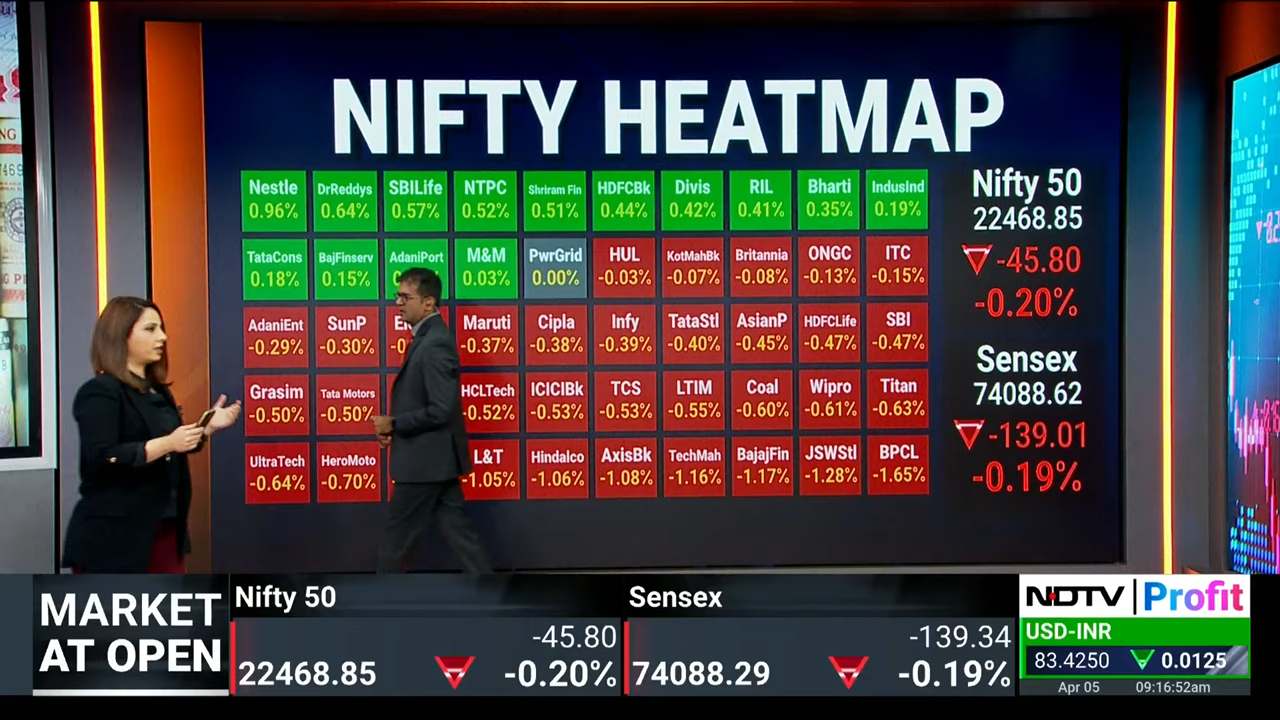 NIFTY HEATMAP
Nestle DrReddys SBILife NTPC Shriram Fin HDFCBk Divis RIL Bharti IndusInd
0.96% 0.64% 0.57% 0.52% 0.51% 0.44% 0.42% 0.41% 0.35% 0.19%
TataCons BajFinserv AdaniPort M&M PwrGrid HUL KotMahBk Britannia ONGC ITC
0.18% 0.15% 0.03% 0.00% -0.03% -0.07% -0.08% -0.13% -0.15%
AdaniEnt SunP Maruti Cipla Infy TataStl AsianP HDFCLife SBI
-0.29% -0.30% -0.37% -0.38% -0.39% -0.40% -0.45% -0.47% -0.47%
Grasim Tata Motors HCLTech ICICIBk TCS LTIM Coal Wipro Titan
-0.50% -0.50% -0.52% -0.53% -0.53% -0.55% -0.60% -0.61% -0.63%
UltraTech HeroMoto L&T Hindalco AxisBk TechMah BajajFin JSWStl BPCL
-0.64% -0.70% -1.05% -1.06% -1.08% -1.16% -1.17% -1.28% -1.65%
Nifty 50
22468.85
-45.80
-0.20%
Sensex
74088.62
-139.01
-0.19%
MARKET
AT OPEN
Nifty 50
-45.80
22468.85 -0.20%
Sensex
-139.34
74088.29 -0.19%
NDTV Profit
USD-INR
83.4250 0.0125
Apr 05 09:16:52am